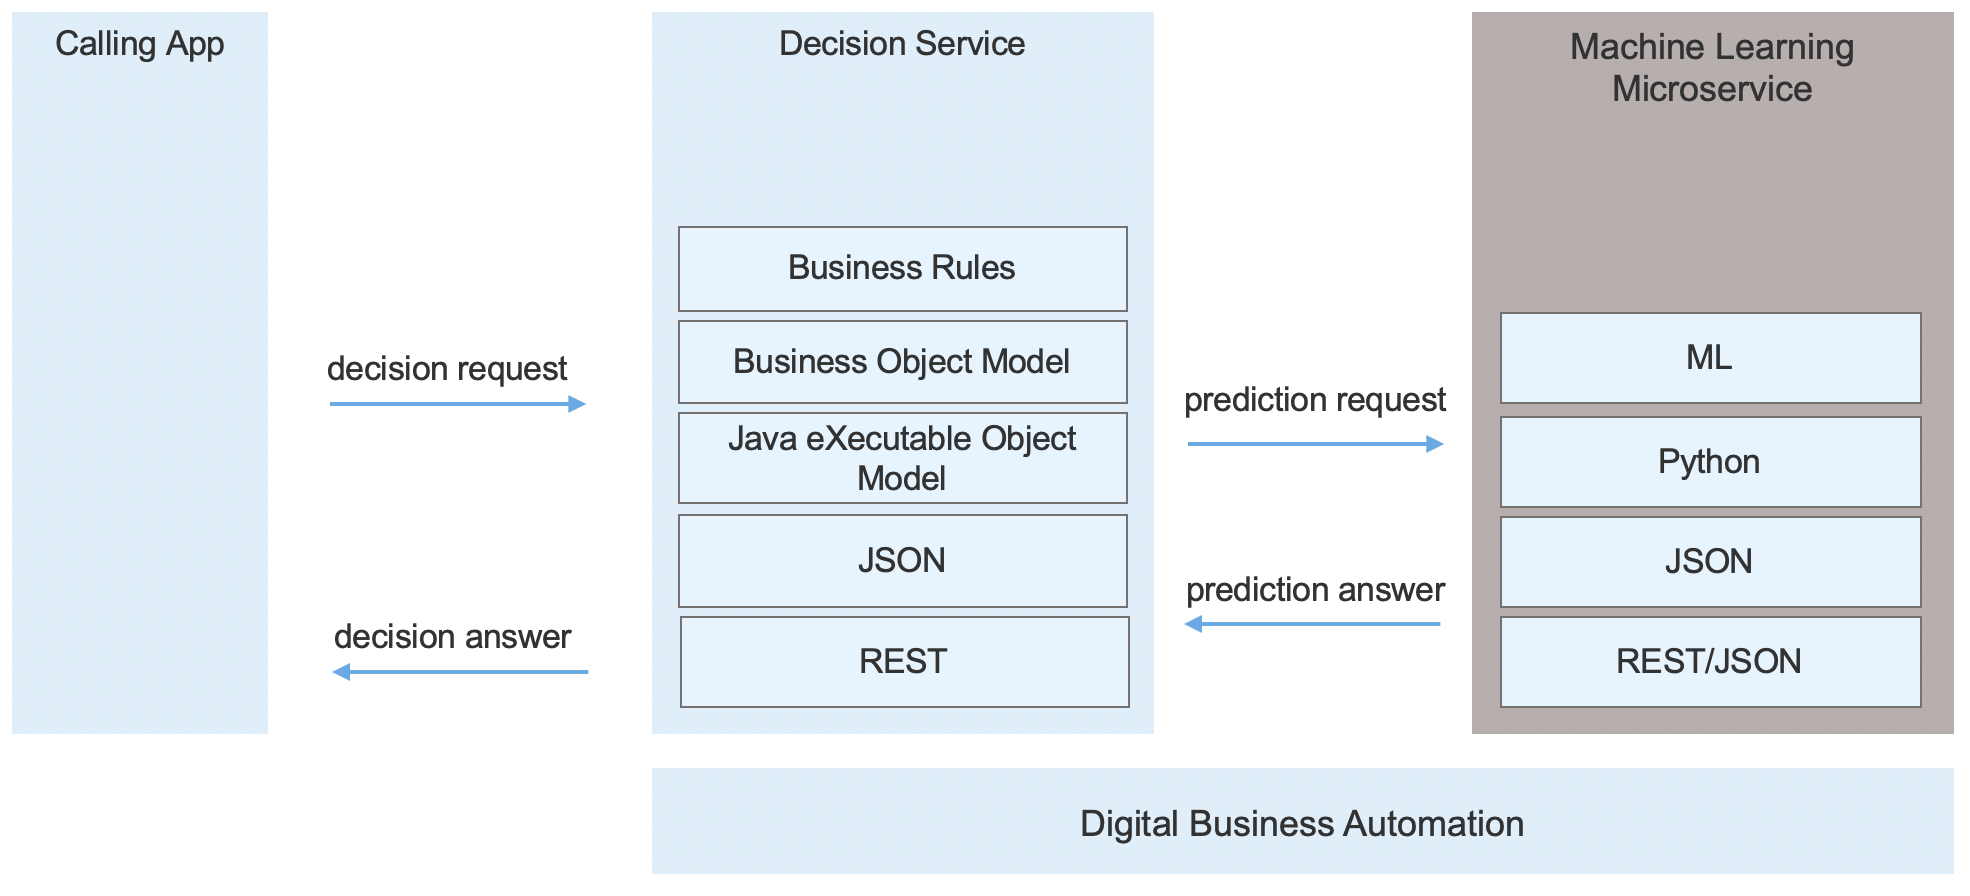 Calling App
Decision Service
Machine Learning
Microservice
Business Rules
Business Object Model
Java eXecutable Object
Model
JSON
REST
decision request
decision answer
prediction request
prediction answer
ML
Python
JSON
REST/JSON
Digital Business Automation